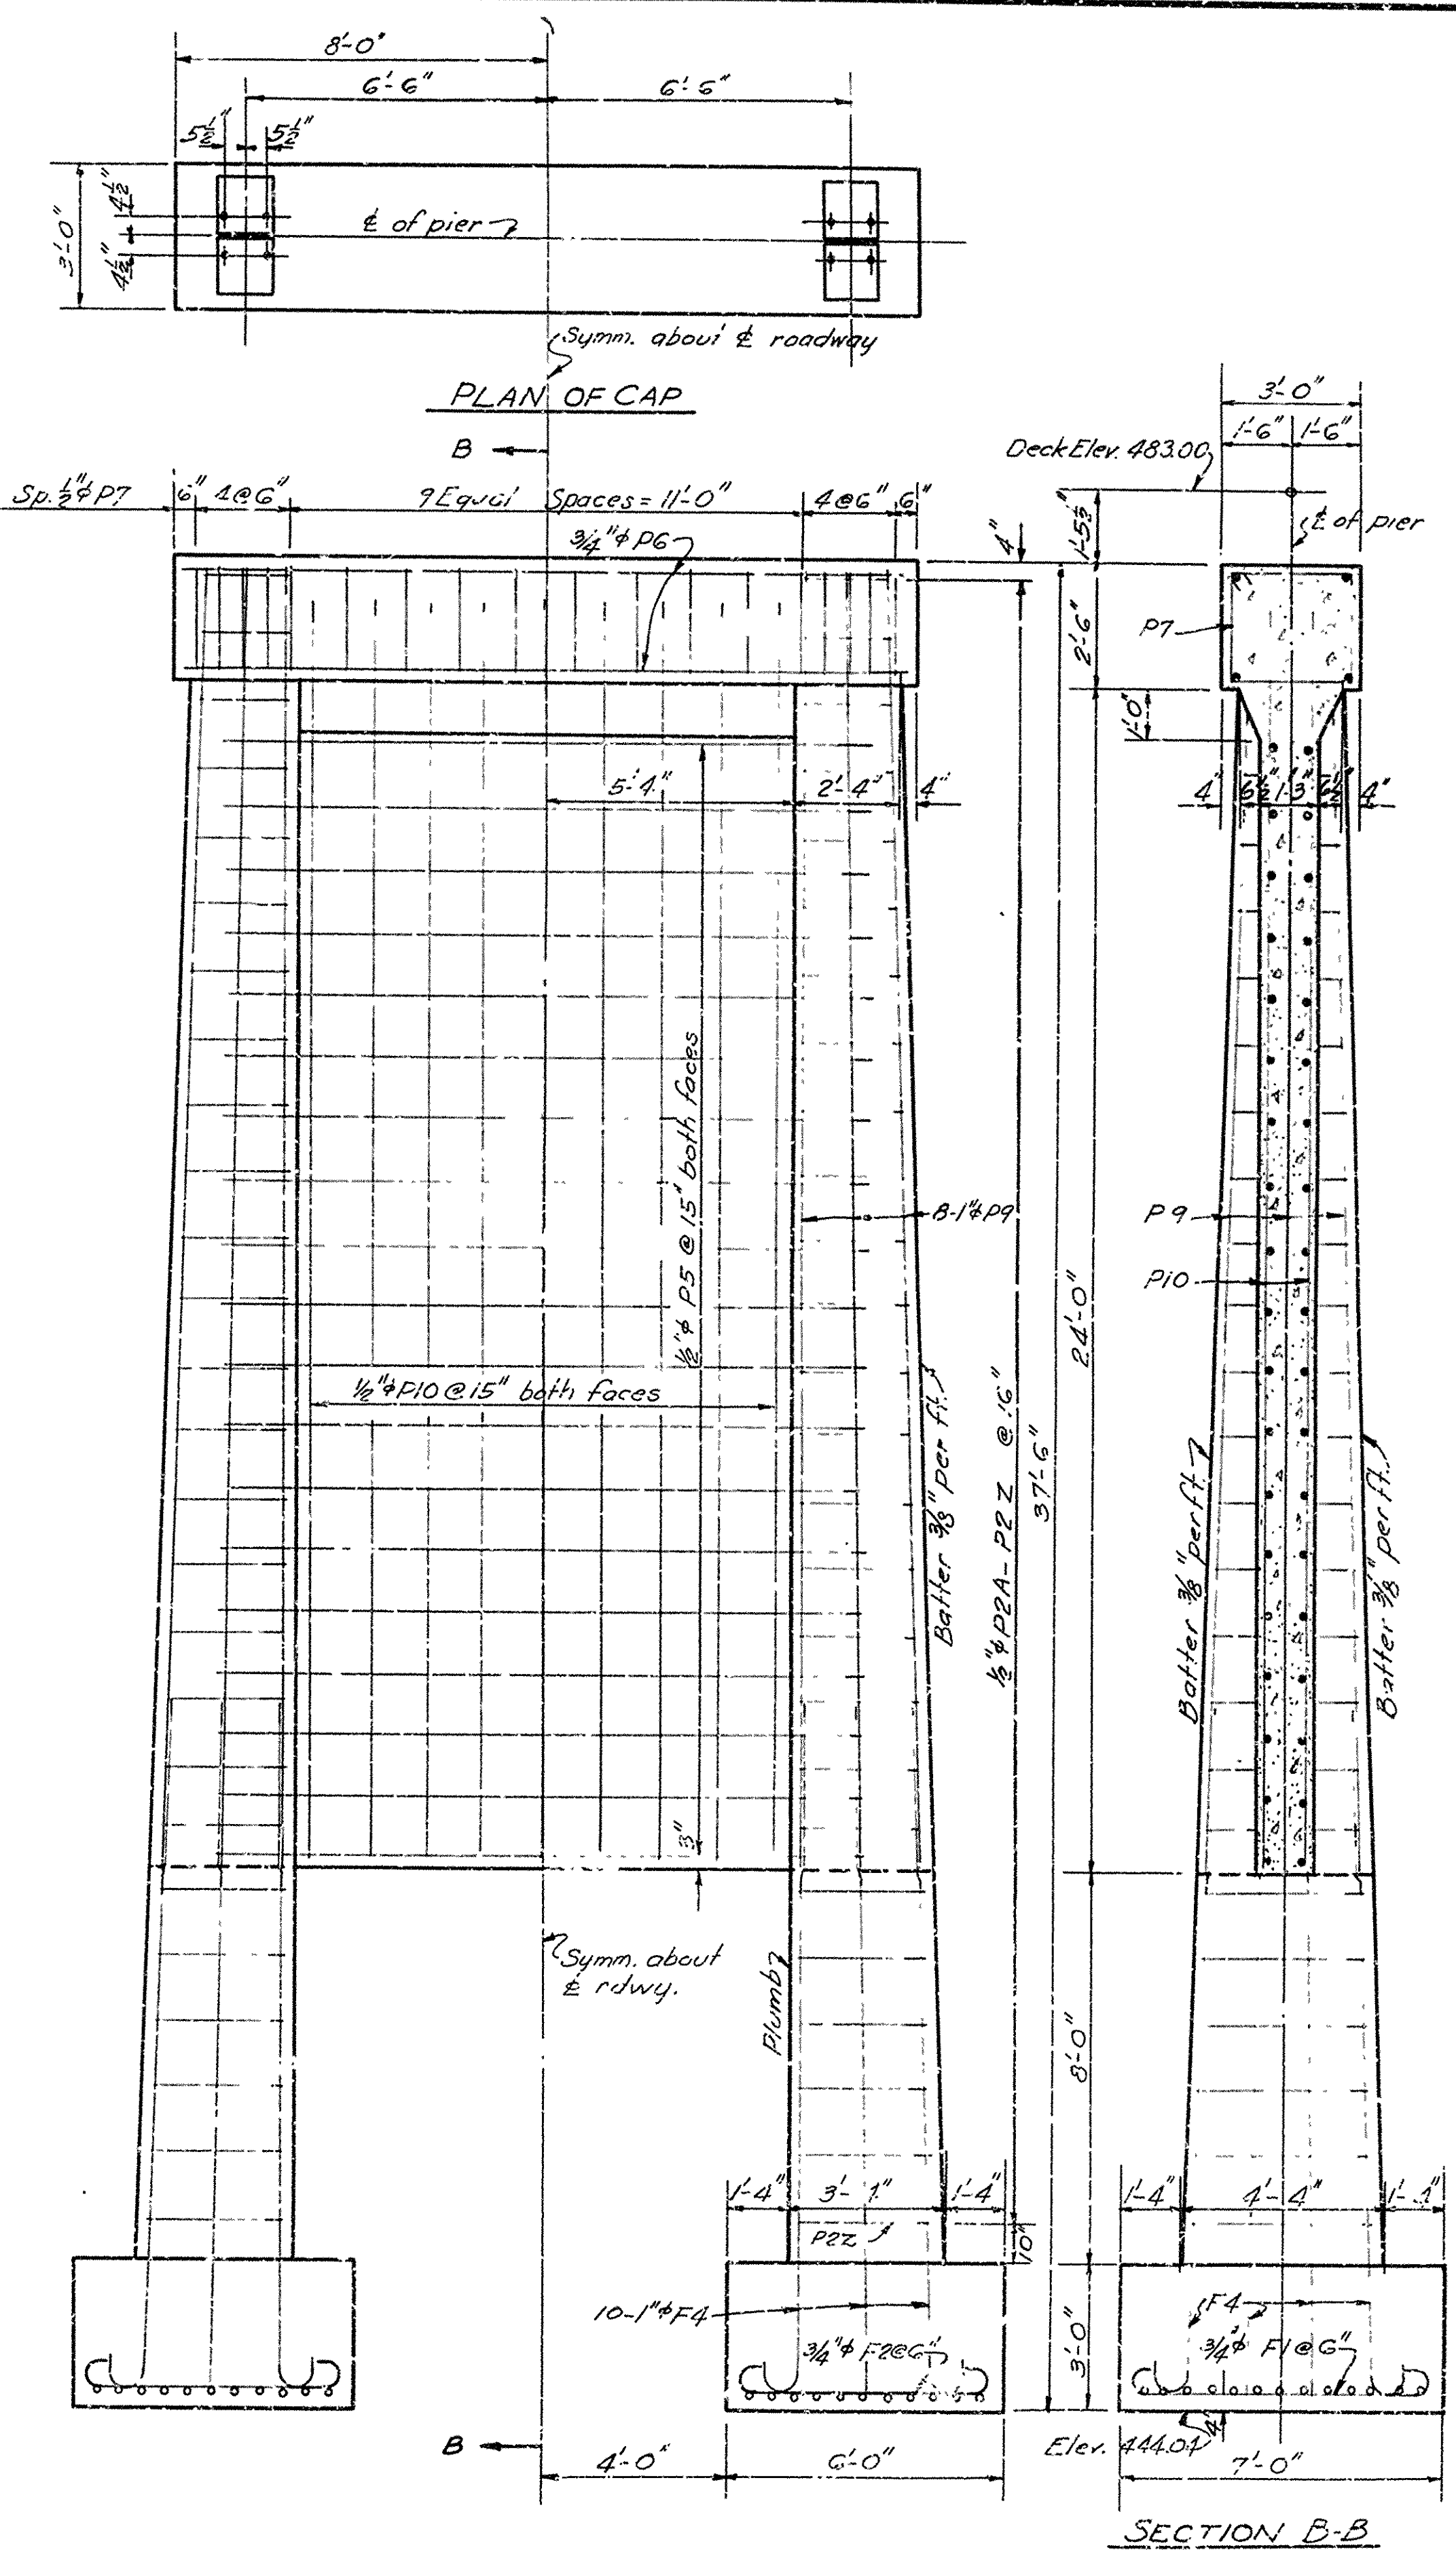 8'-0"
6'-6"
6'-6"
5½"
5½"
4½"
4½"
3'-0"
℄ of pier
Symm. about ℄ roadway
PLAN OF CAP
B
3'-0"
1'-6"
1'-6"
Deck Elev. 483.00
Sp. ½"ϕ P7
6"
4@6"
9 Equal Spaces = 11'-0"
4@6"
6"
¾"ϕ P6
4"
1'-5½"
℄ of pier
P7
2'-6"
1'-0"
5'-4"
2'-4"
4"
4"
6½"
1'-3"
6½"
4"
½"ϕ P5 @ 15" both faces
8-1"ϕ P9
P9
P10
24'-0"
½"ϕ P10 @ 15" both faces
Batter ⅜" per ft.
½"ϕ P2A-P2Z @ 16"
37'-6"
Batter ⅜" per ft.
Batter ⅜" per ft.
3"
Symm. about
℄ rdwy.
Plumb
8'-0"
1'-4"
3'-1"
1'-4"
1'-4"
4'-4"
1'-4"
P2Z
10"
10-1"ϕ F4
F4
¾"ϕ F2@6"
¾"ϕ F1@6"
3'-0"
B
4'-0"
6'-0"
Elev. 444.04
4"
7'-0"
SECTION B-B